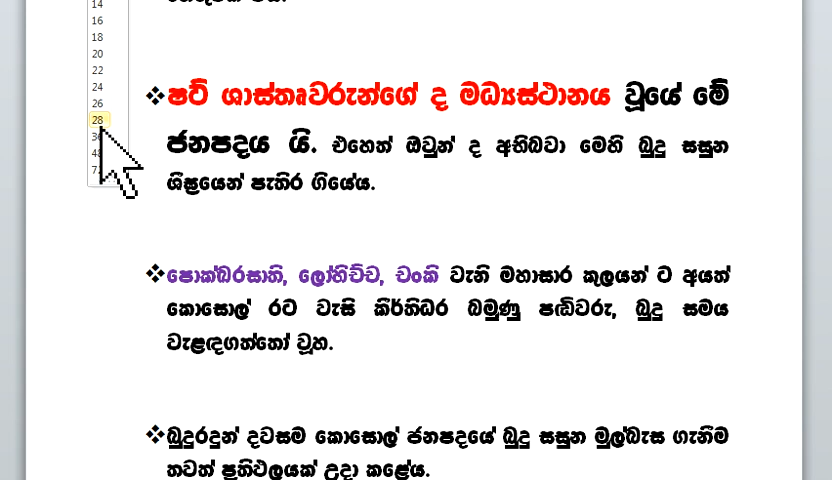 14
16
18
20
22
24
26
28
❖ෂට් ශාස්තෘවරුන්ගේ ද මධ්‍යස්ථානය වූයේ මේ
ජනපදය යි. එහෙත් ඔවුන් ද අභිබවා මෙහි බුදු සසුන
ශීඝ්‍රයෙන් පැතිර ගියේය.
❖පොක්ඛරසාති, ලෝහිච්ච, චංකි වැනි මහාසාර කුලයන් ට අයත්
කොසොල් රට වැසි කීර්තිධර බමුණු පඬිවරු, බුදු සමය
වැළඳගත්තෝ වූහ.
❖බුදුරදුන් දවසම කොසොල් ජනපදයේ බුදු සසුන මුල්බැස ගැනීම
තවත් ප්‍රතිඵලයක් උදා කළේය.